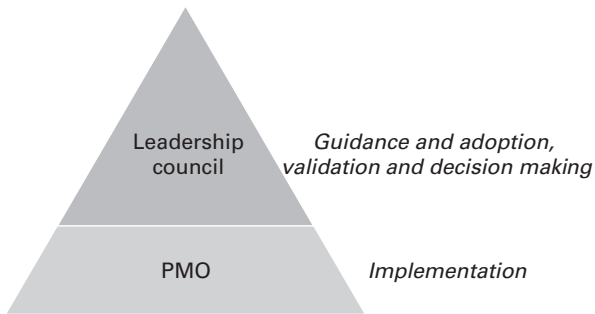 Leadership
council
Guidance and adoption,
validation and decision making
PMO
Implementation